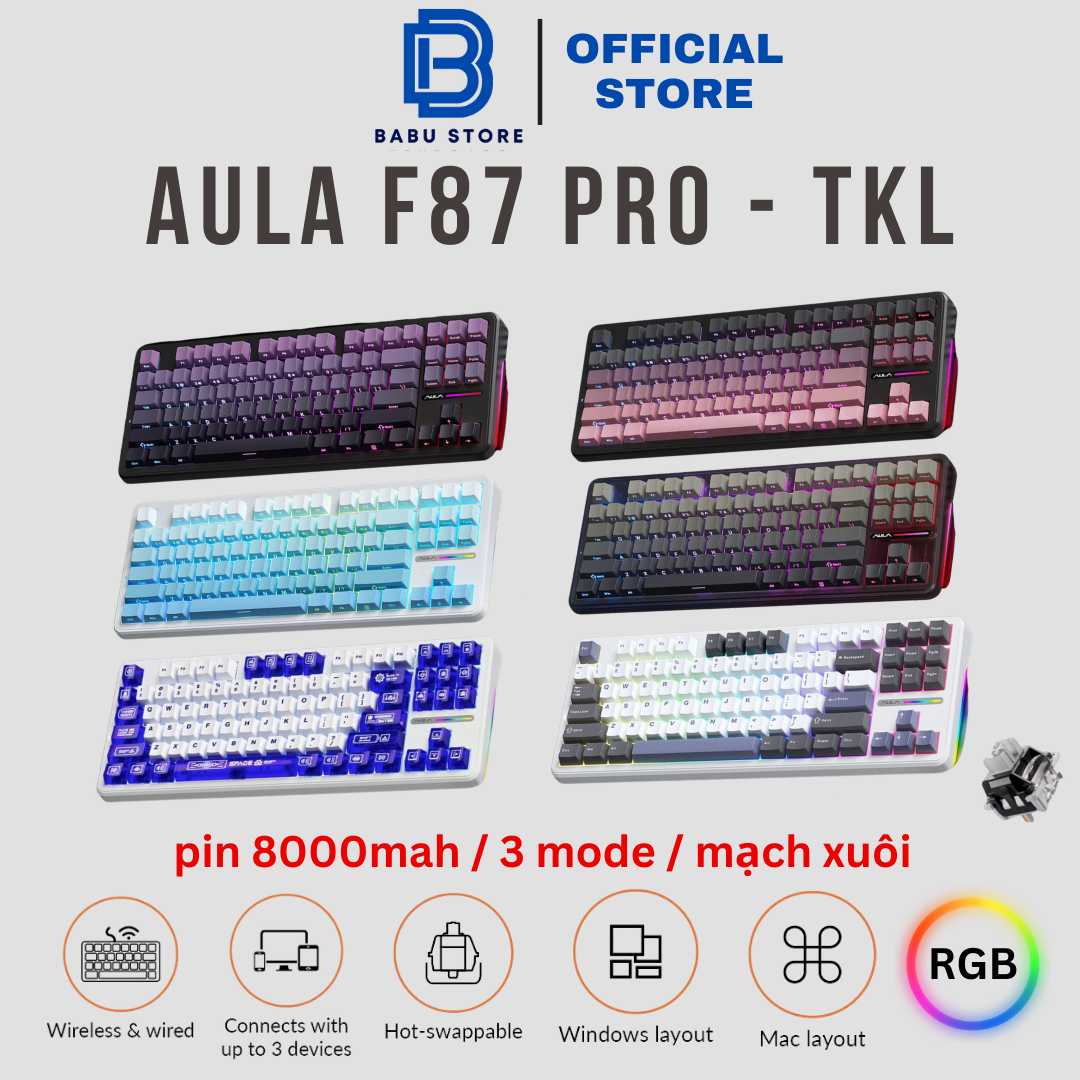 BABU STORE
OFFICIAL
STORE
AULA F87 PRO - TKL
pin 8000mah / 3 mode / mạch xuôi
Wireless & wired
Connects with
up to 3 devices
Hot-swappable
Windows layout
Mac layout
RGB